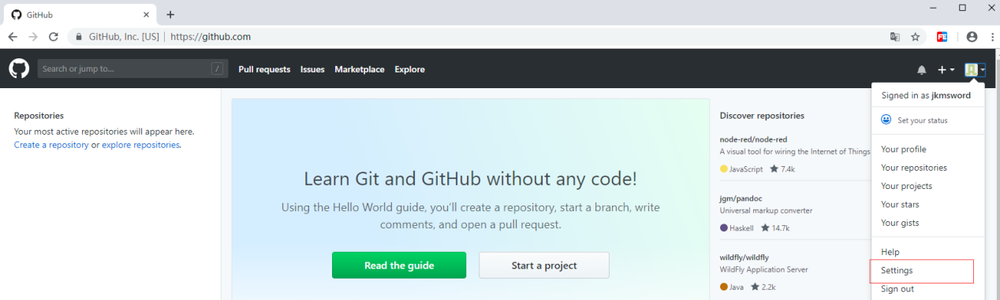 GitHub
GitHub, Inc. [US] | https://github.com
FE
Search or jump to... /
Pull requests Issues Marketplace Explore
Repositories
Your most active repositories will appear here.
Create a repository or explore repositories.
Learn Git and GitHub without any code!
Using the Hello World guide, you’ll create a repository, start a branch, write
comments, and open a pull request.
Read the guide Start a project
Discover repositories
node-red/node-red
A visual tool for wiring the Internet of Things
JavaScript 7.4k
jgm/pandoc
Universal markup converter
Haskell 14.7k
wildfly/wildfly
WildFly Application Server
Java 2.2k
Signed in as jkmsword
Set your status
Your profile
Your repositories
Your projects
Your stars
Your gists
Help
Settings
Sign out